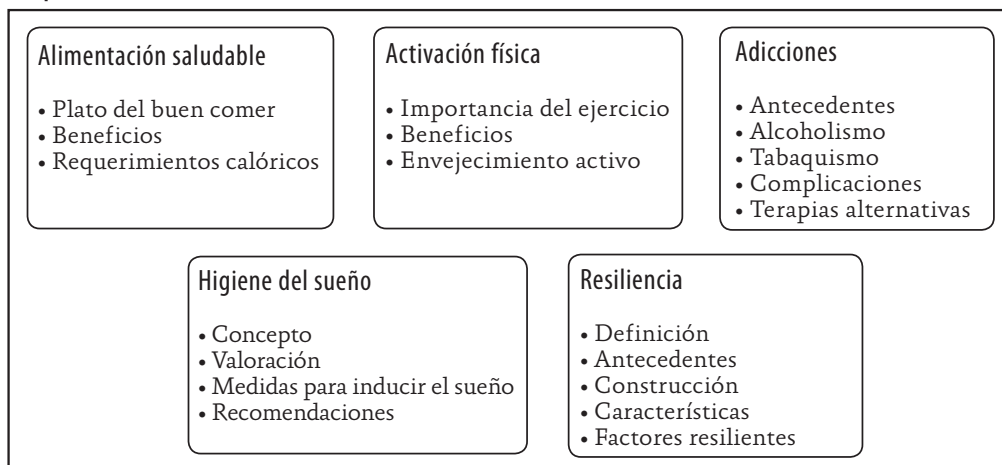 Alimentación saludable
• Plato del buen comer
• Beneficios
• Requerimientos calóricos
Activación física
• Importancia del ejercicio
• Beneficios
• Envejecimiento activo
Adicciones
• Antecedentes
• Alcoholismo
• Tabaquismo
• Complicaciones
• Terapias alternativas
Higiene del sueño
• Concepto
• Valoración
• Medidas para inducir el sueño
• Recomendaciones
Resiliencia
• Definición
• Antecedentes
• Construcción
• Características
• Factores resilientes